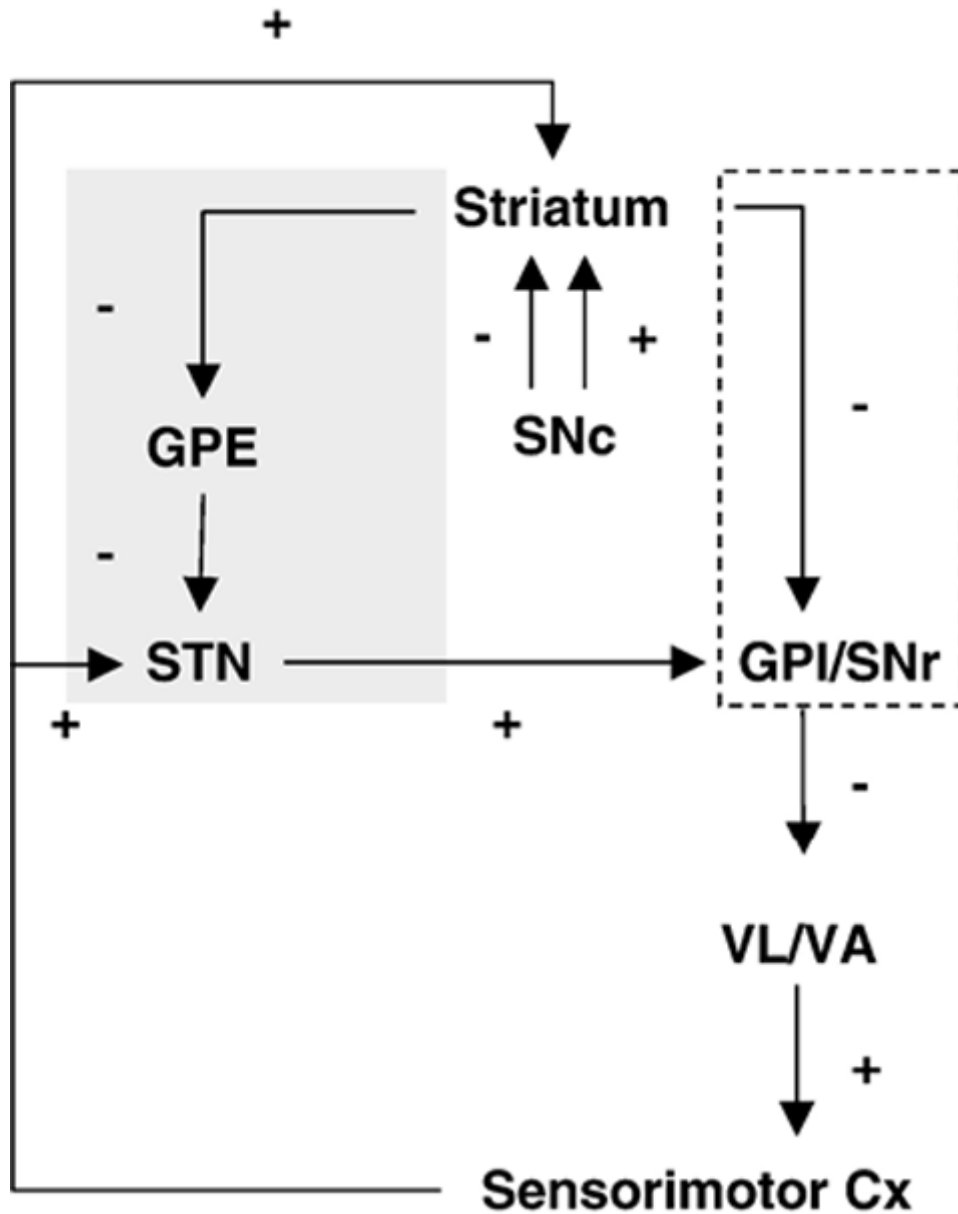 +
Striatum
-
- +
-
GPE
SNc
-
STN
GPI/SNr
+
+
-
VL/VA
+
Sensorimotor Cx